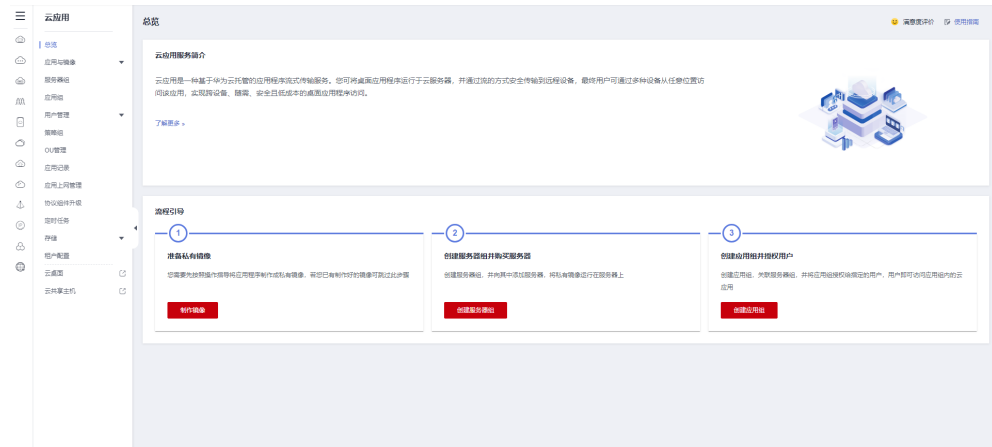 云应用
总览
应用与镜像
服务器组
应用组
用户管理
策略组
OU管理
应用记录
应用上网管理
协议组件升级
定时任务
存储
租户配置
云桌面
云共享主机
总览
满意度评价
使用指南
云应用服务简介
云应用是一种基于华为云托管的应用程序流式传输服务。您可将桌面应用程序运行于云服务器，并通过流的方式安全传输到远程设备，最终用户可通过多种设备从任意位置访
问该应用，实现跨设备、随需、安全且低成本的桌面应用程序访问。
了解更多 »
流程引导
1
准备私有镜像
您需要先按照操作指导将应用程序制作成私有镜像，若您已有制作好的镜像可跳过此步骤
制作镜像
2
创建服务器组并购买服务器
创建服务器组，并向其中添加服务器，将私有镜像运行在服务器上
创建服务器组
3
创建应用组并授权用户
创建应用组，关联服务器组，并将应用组授权给绑定的用户，用户即可访问应用组内的云
应用
创建应用组